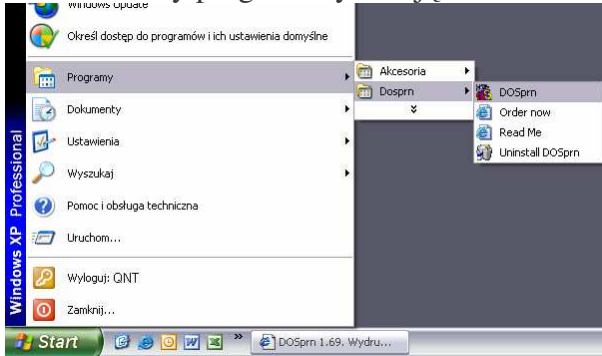 Windows Update
Określ dostęp do programów i ich ustawienia domyślne
Programy
Dokumenty
Ustawienia
Wyszukaj
Pomoc i obsługa techniczna
Uruchom...
Wyloguj: QNT
Zamknij...
Windows XP Professional
Akcesoria
Dosprn
DOSprn
Order now
Read Me
Uninstall DOSprn
Start
DOSprn 1.69. Wydru...